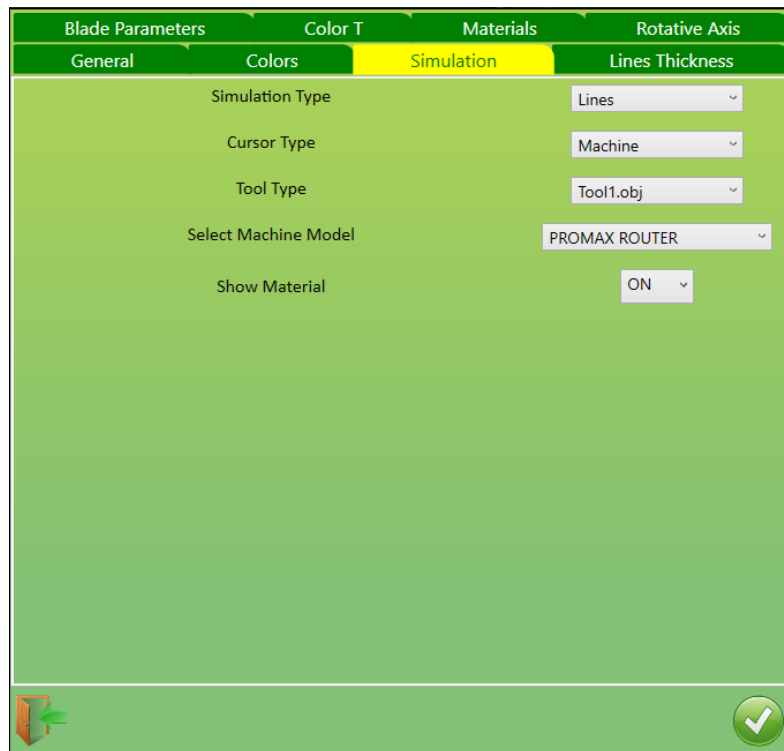 Blade Parameters Color T Materials Rotative Axis
General Colors Simulation Lines Thickness
Simulation Type Lines
Cursor Type Machine
Tool Type Tool1.obj
Select Machine Model PROMAX ROUTER
Show Material ON